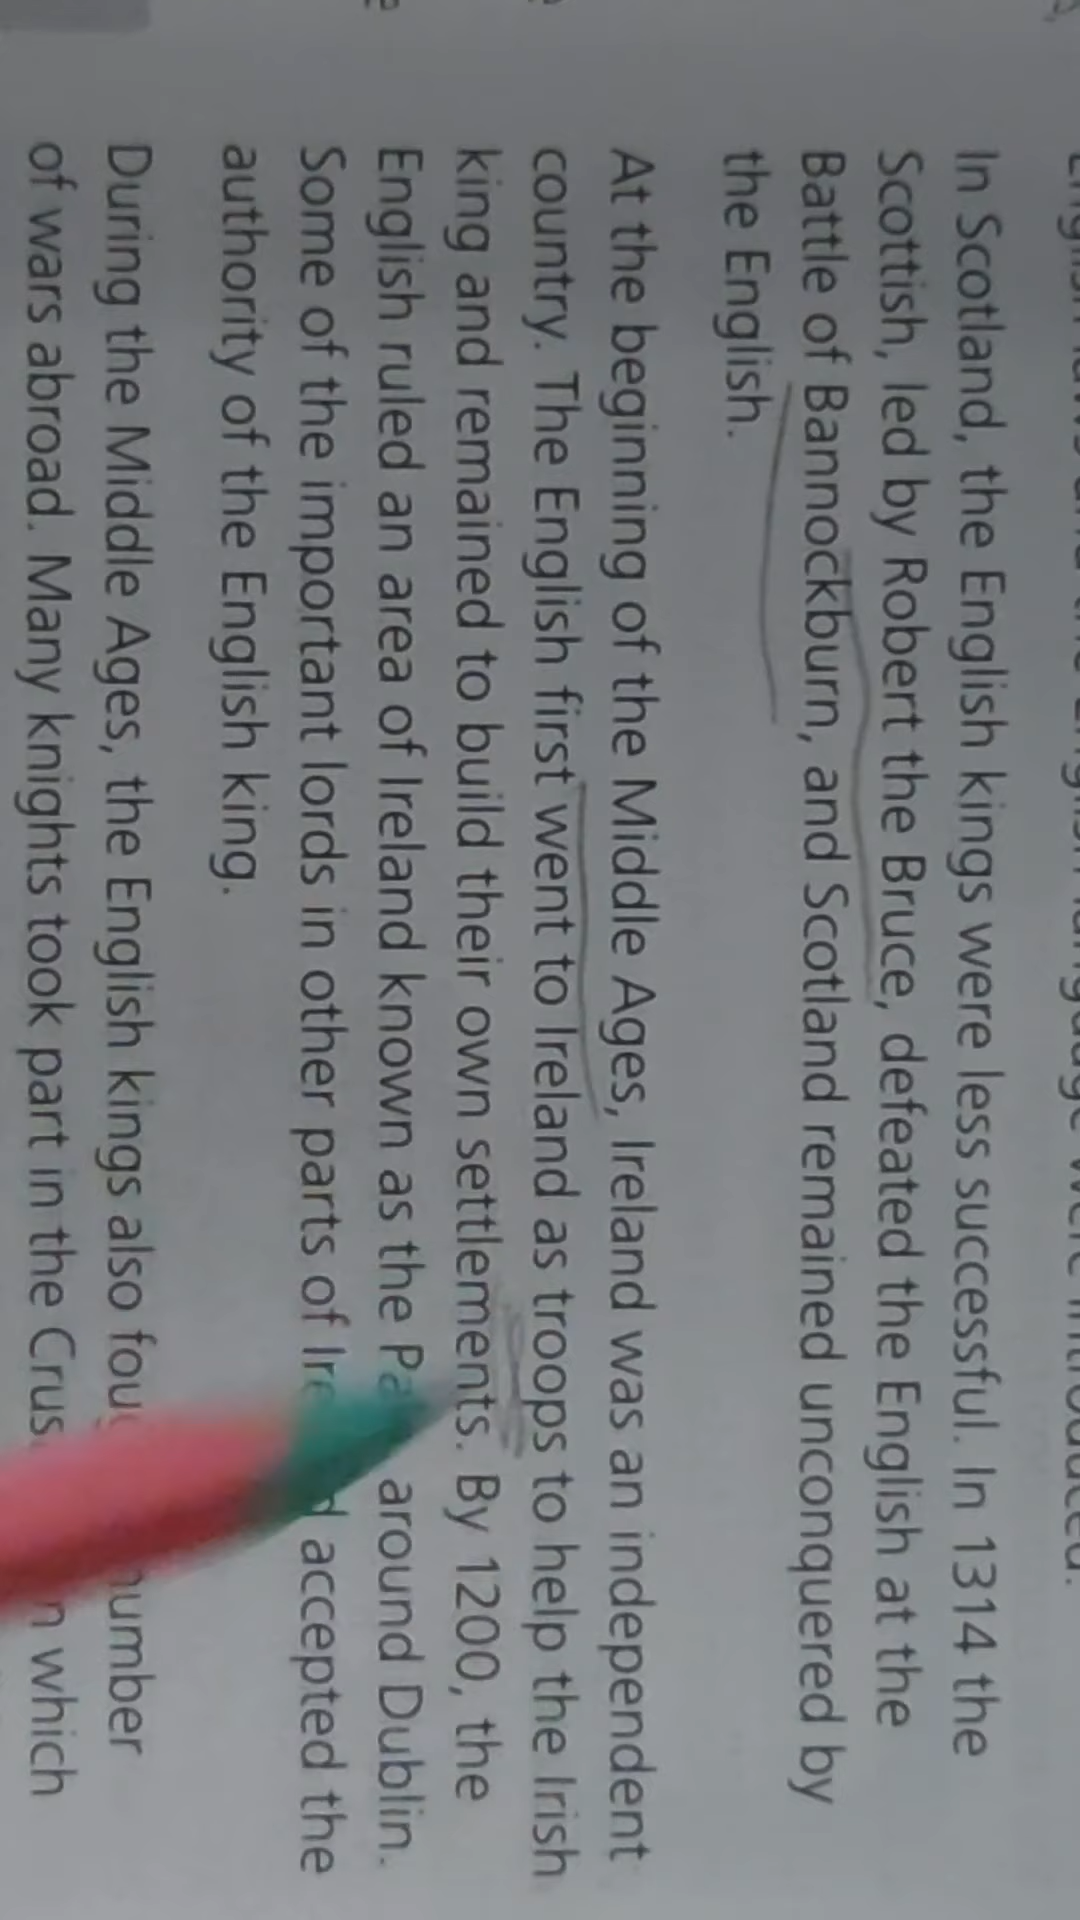 In Scotland, the English kings were less successful. In 1314 the
Scottish, led by Robert the Bruce, defeated the English at the
Battle of Bannockburn, and Scotland remained unconquered by
the English.
At the beginning of the Middle Ages, Ireland was an independent
country. The English first went to Ireland as troops to help the Irish
king and remained to build their own settlements. By 1200, the
English ruled an area of Ireland known as the around Dublin.
Some of the important lords in other parts of accepted the
authority of the English king.
During the Middle Ages, the English kings also
of wars abroad. Many knights took part in the which